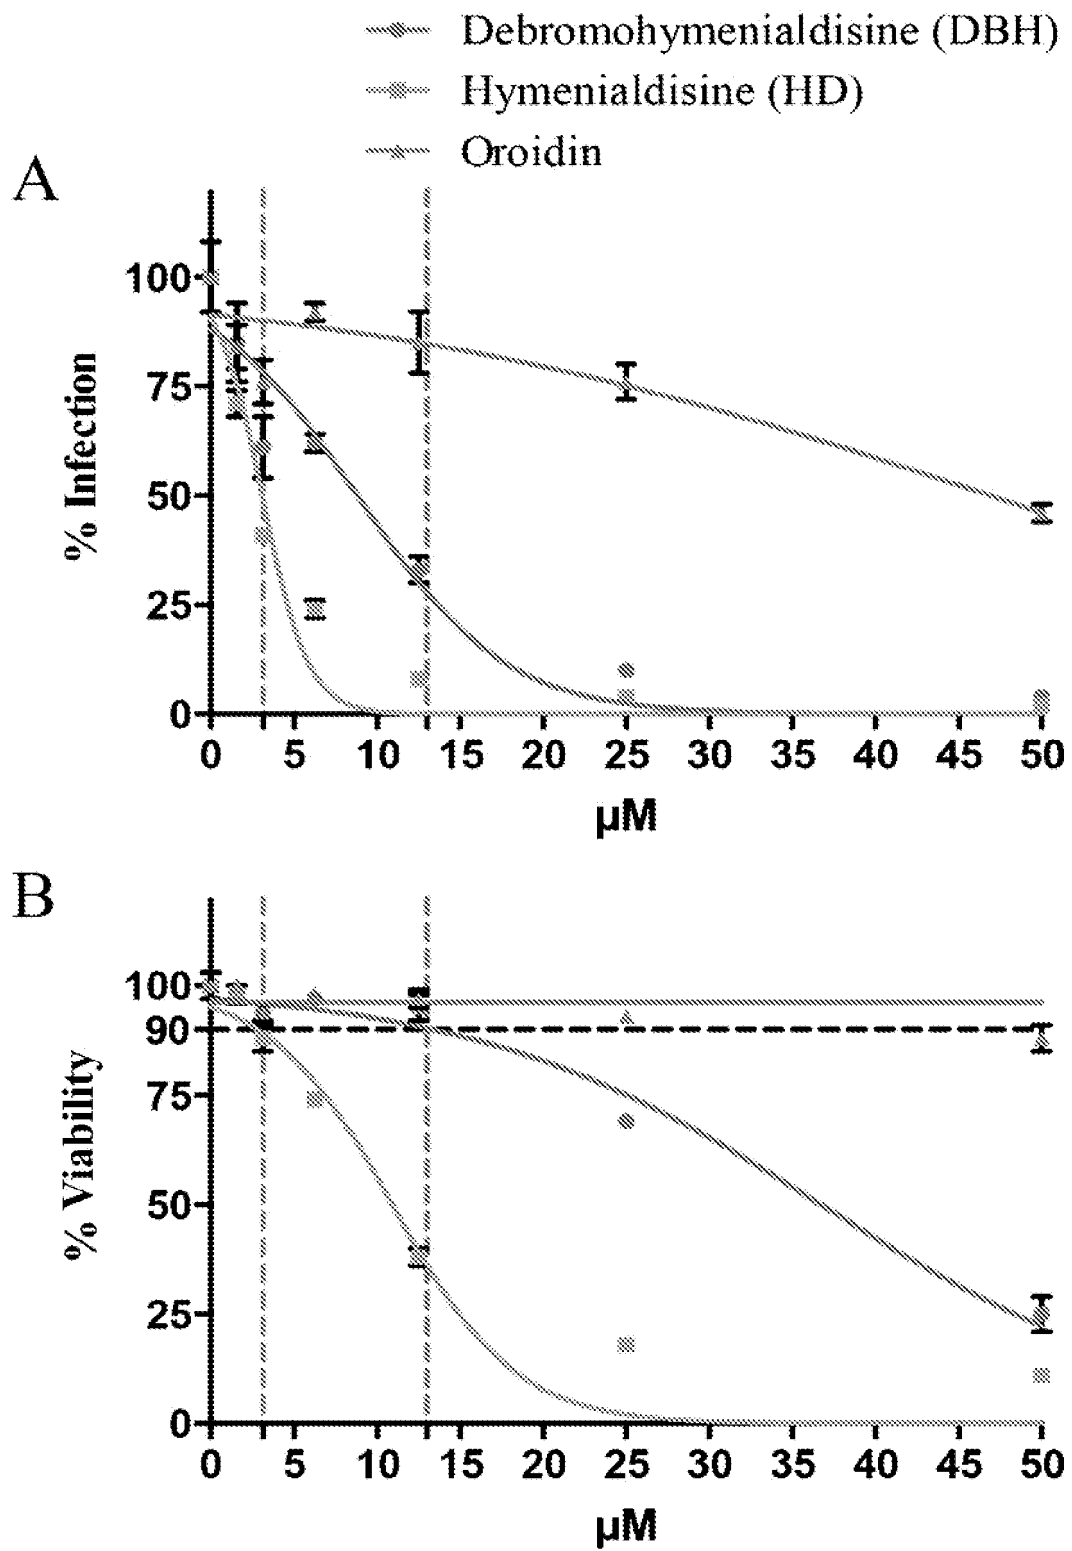 Debromohymenialdisine (DBH)
Hymenialdisine (HD)
Oroidin
A
100
75
50
25
0
% Infection
0 5 10 15 20 25 30 35 40 45 50
µM
B
100
90
75
50
25
0
% Viability
0 5 10 15 20 25 30 35 40 45 50
µM